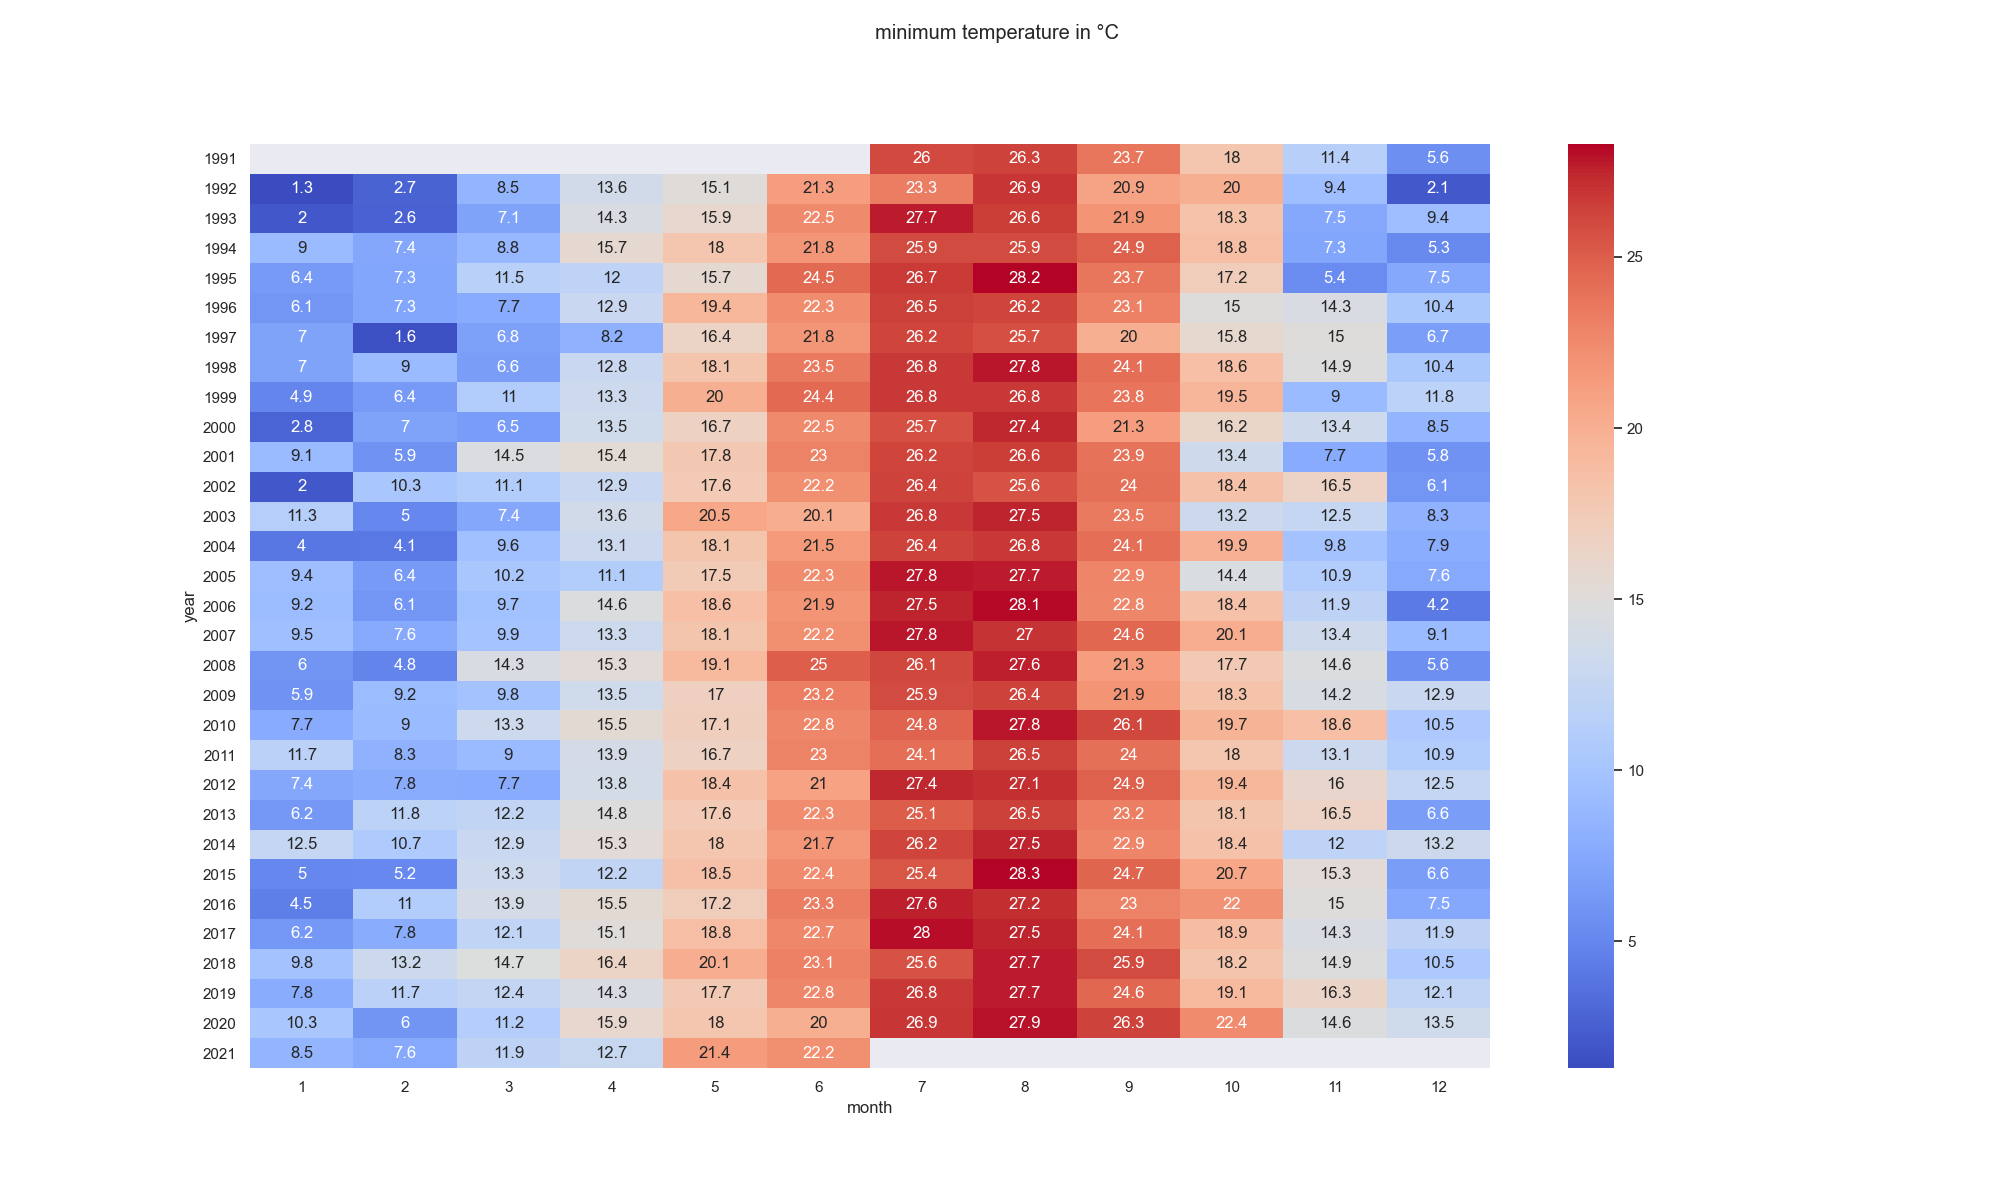 minimum temperature in °C
1991 26 26.3 23.7 18 11.4 5.6
1992 1.3 2.7 8.5 13.6 15.1 21.3 23.3 26.9 20.9 20 9.4 2.1
1993 2 2.6 7.1 14.3 15.9 22.5 27.7 26.6 21.9 18.3 7.5 9.4
1994 9 7.4 8.8 15.7 18 21.8 25.9 25.9 24.9 18.8 7.3 5.3
25
1995 6.4 7.3 11.5 12 15.7 24.5 26.7 28.2 23.7 17.2 5.4 7.5
1996 6.1 7.3 7.7 12.9 19.4 22.3 26.5 26.2 23.1 15 14.3 10.4
1997 7 1.6 6.8 8.2 16.4 21.8 26.2 25.7 20 15.8 15 6.7
1998 7 9 6.6 12.8 18.1 23.5 26.8 27.8 24.1 18.6 14.9 10.4
1999 4.9 6.4 11 13.3 20 24.4 26.8 26.8 23.8 19.5 9 11.8
2000 2.8 7 6.5 13.5 16.7 22.5 25.7 27.4 21.3 16.2 13.4 8.5
20
2001 9.1 5.9 14.5 15.4 17.8 23 26.2 26.6 23.9 13.4 7.7 5.8
2002 2 10.3 11.1 12.9 17.6 22.2 26.4 25.6 24 18.4 16.5 6.1
2003 11.3 5 7.4 13.6 20.5 20.1 26.8 27.5 23.5 13.2 12.5 8.3
2004 4 4.1 9.6 13.1 18.1 21.5 26.4 26.8 24.1 19.9 9.8 7.9
2005 9.4 6.4 10.2 11.1 17.5 22.3 27.8 27.7 22.9 14.4 10.9 7.6
year
2006 9.2 6.1 9.7 14.6 18.6 21.9 27.5 28.1 22.8 18.4 11.9 4.2
15
2007 9.5 7.6 9.9 13.3 18.1 22.2 27.8 27 24.6 20.1 13.4 9.1
2008 6 4.8 14.3 15.3 19.1 25 26.1 27.6 21.3 17.7 14.6 5.6
2009 5.9 9.2 9.8 13.5 17 23.2 25.9 26.4 21.9 18.3 14.2 12.9
2010 7.7 9 13.3 15.5 17.1 22.8 24.8 27.8 26.1 19.7 18.6 10.5
2011 11.7 8.3 9 13.9 16.7 23 24.1 26.5 24 18 13.1 10.9
10
2012 7.4 7.8 7.7 13.8 18.4 21 27.4 27.1 24.9 19.4 16 12.5
2013 6.2 11.8 12.2 14.8 17.6 22.3 25.1 26.5 23.2 18.1 16.5 6.6
2014 12.5 10.7 12.9 15.3 18 21.7 26.2 27.5 22.9 18.4 12 13.2
2015 5 5.2 13.3 12.2 18.5 22.4 25.4 28.3 24.7 20.7 15.3 6.6
2016 4.5 11 13.9 15.5 17.2 23.3 27.6 27.2 23 22 15 7.5
2017 6.2 7.8 12.1 15.1 18.8 22.7 28 27.5 24.1 18.9 14.3 11.9
5
2018 9.8 13.2 14.7 16.4 20.1 23.1 25.6 27.7 25.9 18.2 14.9 10.5
2019 7.8 11.7 12.4 14.3 17.7 22.8 26.8 27.7 24.6 19.1 16.3 12.1
2020 10.3 6 11.2 15.9 18 20 26.9 27.9 26.3 22.4 14.6 13.5
2021 8.5 7.6 11.9 12.7 21.4 22.2
1 2 3 4 5 6 7 8 9 10 11 12
month